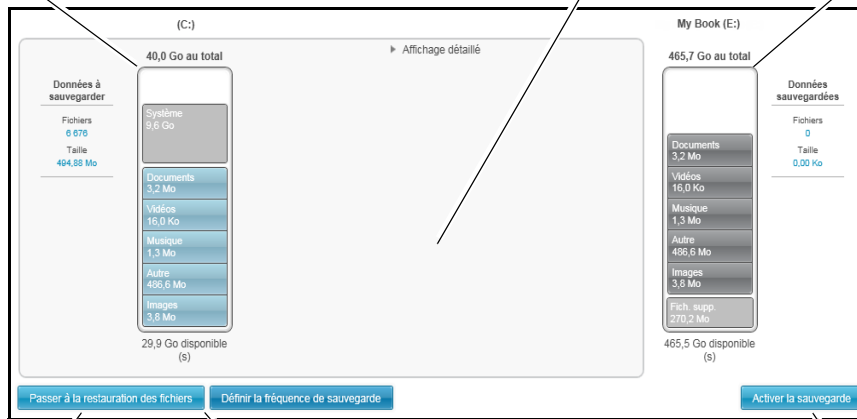 (C:)
My Book (E:)
40,0 Go au total
Affichage détaillé
465,7 Go au total
Données à
sauvegarder
Fichiers
6 676
Taille
494,88 Mo
Système
9,6 Go
Documents
3,2 Mo
Vidéos
16,0 Ko
Musique
1,3 Mo
Autre
486,6 Mo
Images
3,8 Mo
29,9 Go disponible
(s)
Documents
3,2 Mo
Vidéos
16,0 Ko
Musique
1,3 Mo
Autre
486,6 Mo
Images
3,8 Mo
Fich. supp.
270,2 Mo
465,5 Go disponible
(s)
Données
sauvegardées
Fichiers
0
Taille
0,00 Ko
Passer à la restauration des fichiers
Définir la fréquence de sauvegarde
Activer la sauvegarde